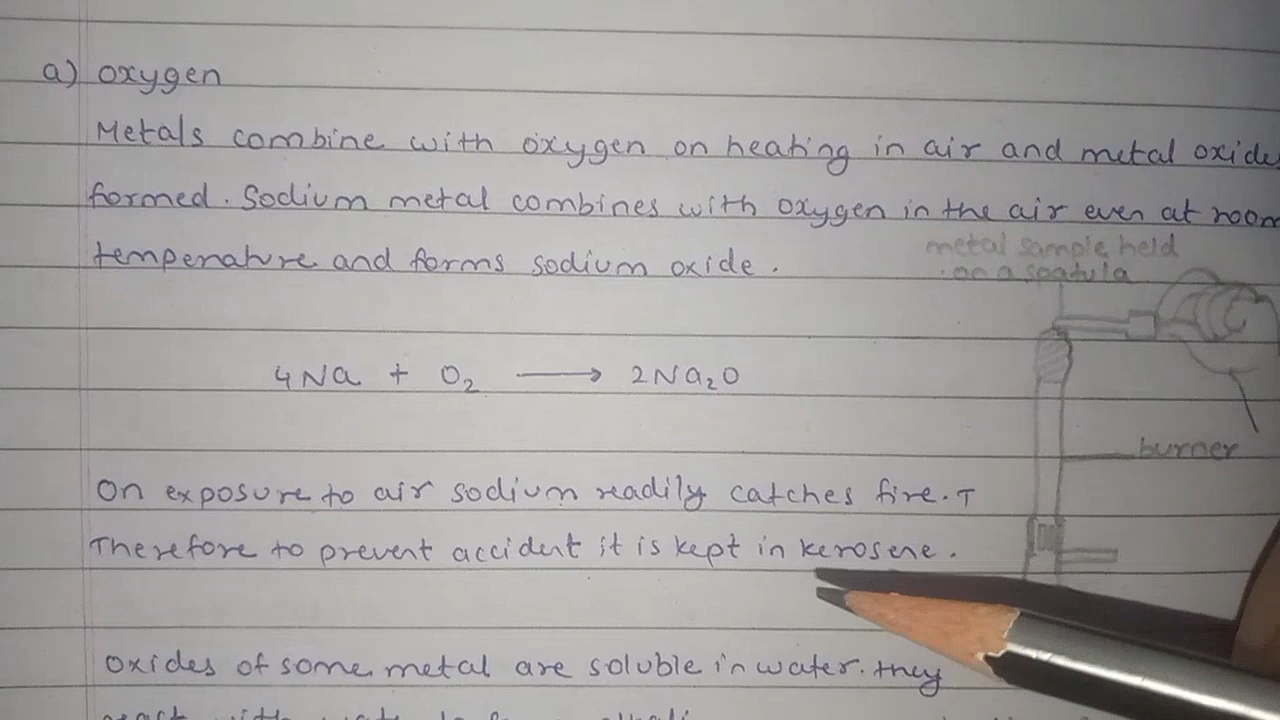 a) oxygen
Metals combine with oxygen on heating in air and metal oxide
formed. Sodium metal combines with oxygen in the air even at room
temperature and forms sodium oxide.
metal sample held
on a spatula
4Na + O₂ ⟶ 2Na₂O
burner
On exposure to air sodium readily catches fire. T
Therefore to prevent accident it is kept in kerosene.
oxides of some metal are soluble in water. they
react with